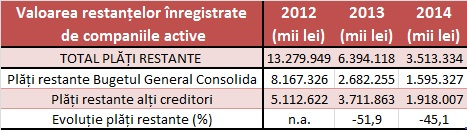 Valoarea restanțelor înregistrate de companiile active 2012 (mii lei) 2013 (mii lei) 2014 (mii lei)
TOTAL PLĂȚI RESTANTE 13.279.949 6.394.118 3.513.334
Plăți restante Bugetul General Consolida 8.167.326 2.682.255 1.595.327
Plăți restante alți creditori 5.112.622 3.711.863 1.918.007
Evoluție plăți restante (%) n.a. -51,9 -45,1